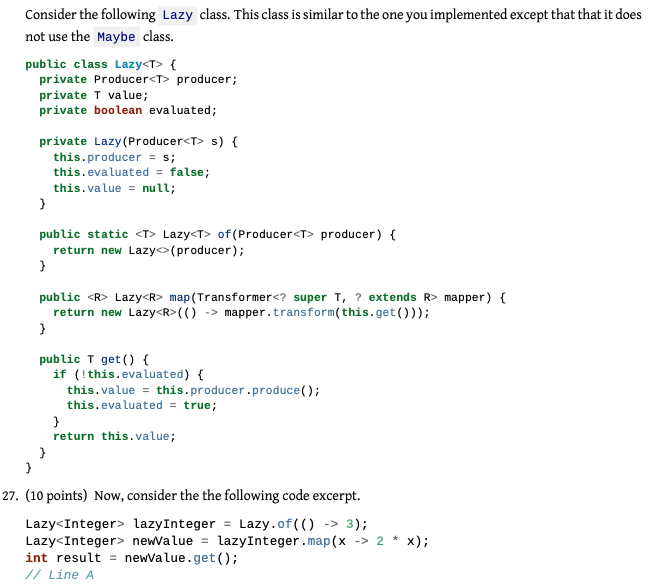 Consider the following Lazy class. This class is similar to the one you implemented except that that it does
not use the Maybe class.
public class Lazy<T> {
  private Producer<T> producer;
  private T value;
  private boolean evaluated;

  private Lazy(Producer<T> s) {
    this.producer = s;
    this.evaluated = false;
    this.value = null;
  }

  public static <T> Lazy<T> of(Producer<T> producer) {
    return new Lazy<>(producer);
  }

  public <R> Lazy<R> map(Transformer<? super T, ? extends R> mapper) {
    return new Lazy<R>(() -> mapper.transform(this.get()));
  }

  public T get() {
    if (!this.evaluated) {
      this.value = this.producer.produce();
      this.evaluated = true;
    }
    return this.value;
  }
}
27. (10 points) Now, consider the the following code excerpt.
Lazy<Integer> lazyInteger = Lazy.of(() -> 3);
Lazy<Integer> newValue = lazyInteger.map(x -> 2 * x);
int result = newValue.get();
// Line A